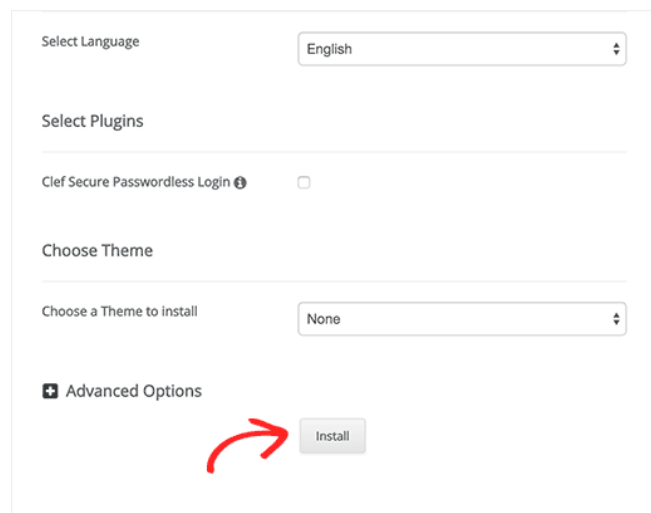 Select Language
English
Select Plugins
Clef Secure Passwordless Login
Choose Theme
Choose a Theme to install
None
Advanced Options
Install